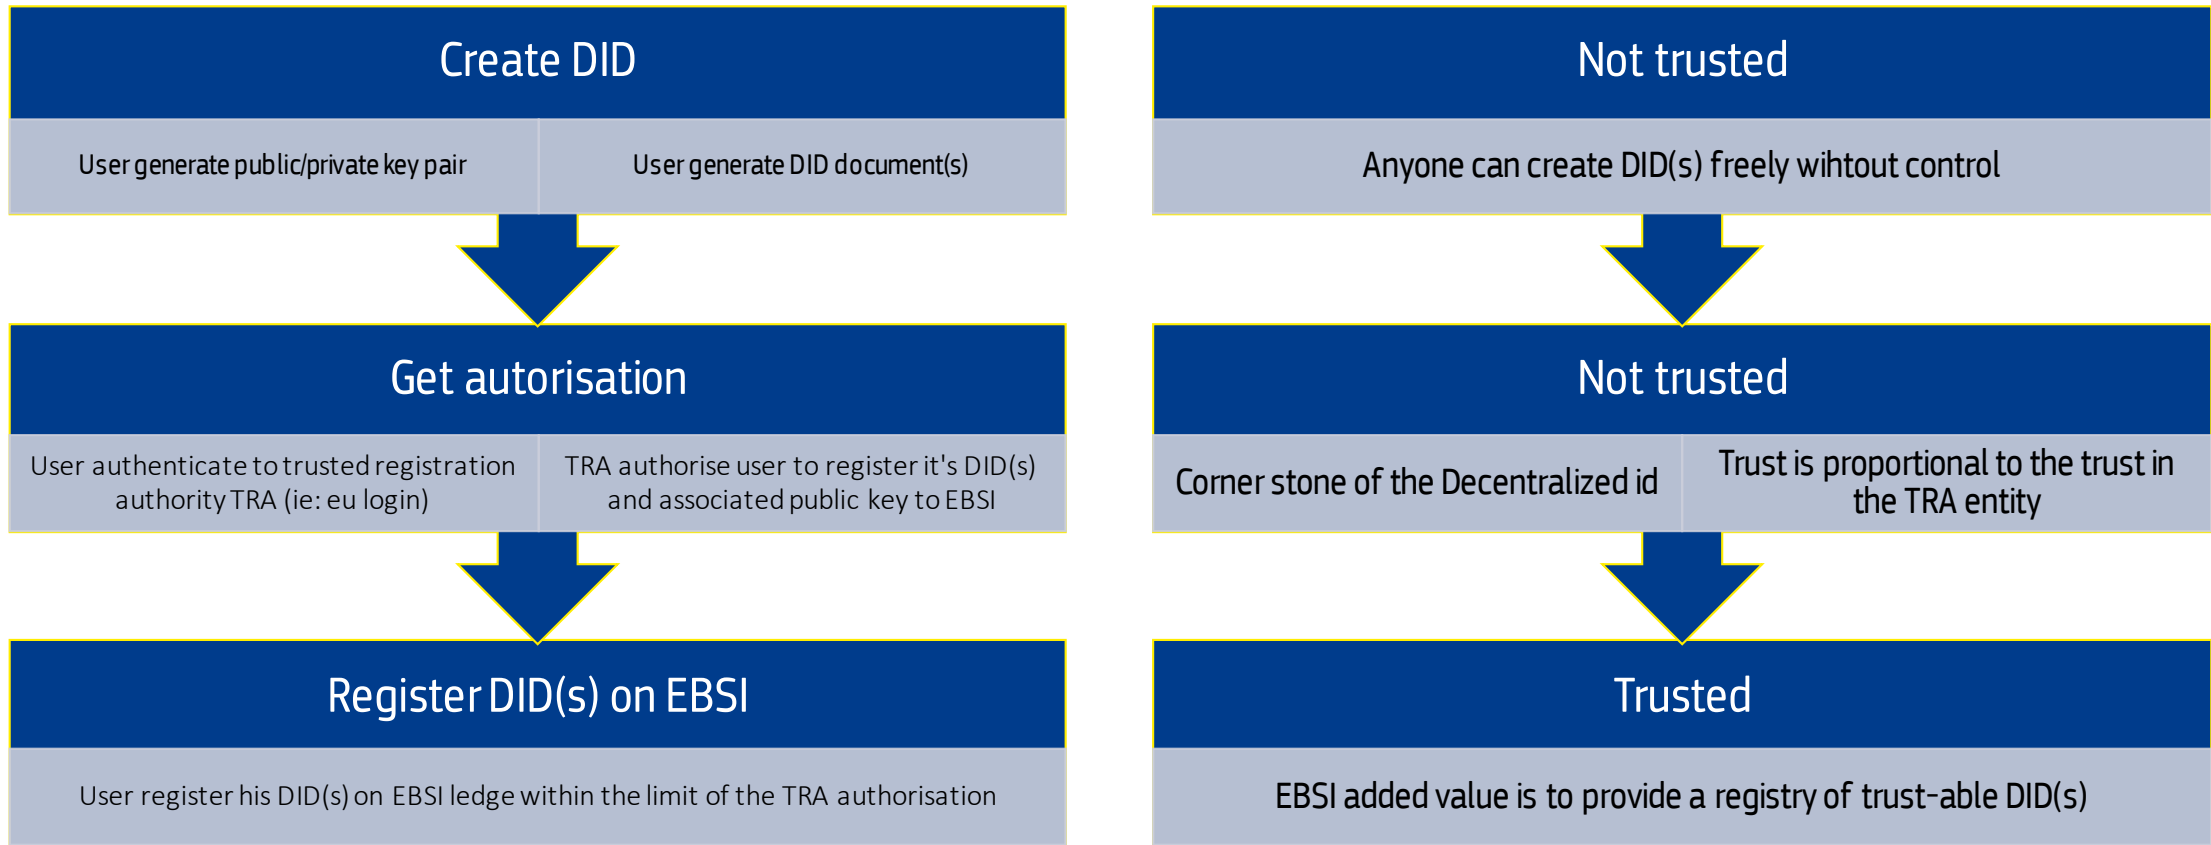 Create DID
User generate public/private key pair
User generate DID document(s)
Get autorisation
User authenticate to trusted registration
authority TRA (ie: eu login)
TRA authorise user to register it's DID(s)
and associated public key to EBSI
Register DID(s) on EBSI
User register his DID(s) on EBSI ledge within the limit of the TRA authorisation
Not trusted
Anyone can create DID(s) freely wihtout control
Not trusted
Corner stone of the Decentralized id
Trust is proportional to the trust in
the TRA entity
Trusted
EBSI added value is to provide a registry of trust-able DID(s)